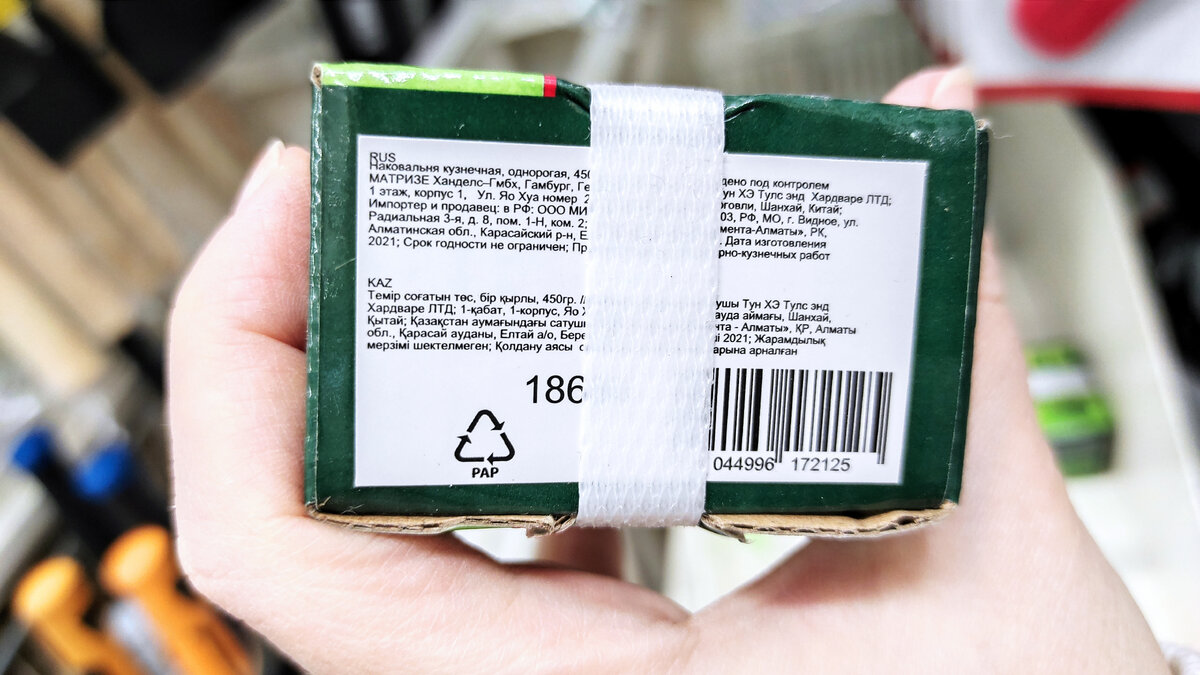 RUS
Наковальня кузнечная, однорогая, 450
МАТРИЗЕ Ханделс–Гмбх, Гамбург, Ге дено под контролем
1 этаж, корпус 1, Ул. Яо Хуа номер 2 ун ХЭ Тулс энд Хардваре ЛТД;
Импортер и продавец: в РФ: ООО МИ рговли, Шанхай, Китай;
Радиальная 3-я, д. 8, пом. 1-Н, ком. 2; 03, РФ, МО, г. Видное, ул.
Алматинская обл., Карасайский р-н, Е мента-Алматы», РК,
2021; Срок годности не ограничен; Пр . Дата изготовления
рно-кузнечных работ
KAZ
Темір соғатын төс, бір қырлы, 450гр. ушы Тун ХЭ Тулс энд
Хардваре ЛТД; 1-қабат, 1-корпус, Яо Х ауда аймағы, Шанхай,
Қытай; Қазақстан аумағындағы сатуш нта - Алматы», ҚР, Алматы
обл., Қарасай ауданы, Елтай а/о, Бере і 2021; Жарамдылық
мерзімі шектелмеген; Қолдану аясы с арына арналған
186
PAP
044996 172125